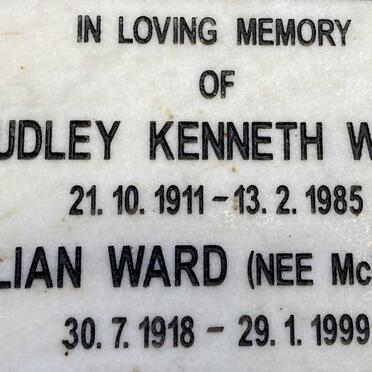 IN LOVING MEMORY
OF
UDLEY KENNETH W
21. 10. 1911 – 13. 2. 1985
LIAN WARD (NEE Mc
30. 7. 1918 – 29. 1. 1999